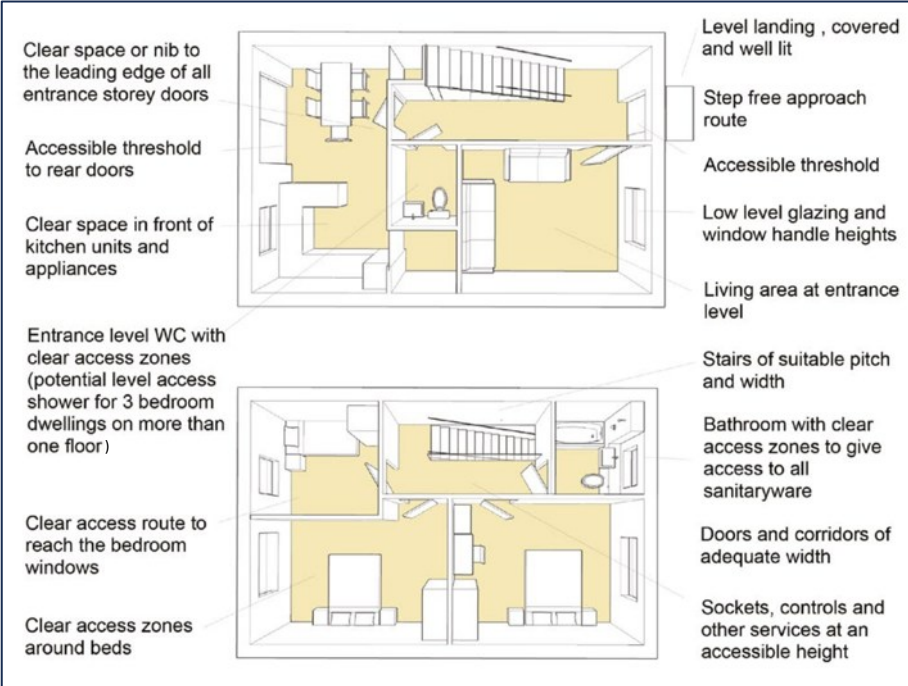 Clear space or nib to
the leading edge of all
entrance storey doors
Accessible threshold
to rear doors
Clear space in front of
kitchen units and
appliances
Entrance level WC with
clear access zones
(potential level access
shower for 3 bedroom
dwellings on more than
one floor)
Clear access route to
reach the bedroom
windows
Clear access zones
around beds
Level landing , covered
and well lit
Step free approach
route
Accessible threshold
Low level glazing and
window handle heights
Living area at entrance
level
Stairs of suitable pitch
and width
Bathroom with clear
access zones to give
access to all
sanitaryware
Doors and corridors of
adequate width
Sockets, controls and
other services at an
accessible height